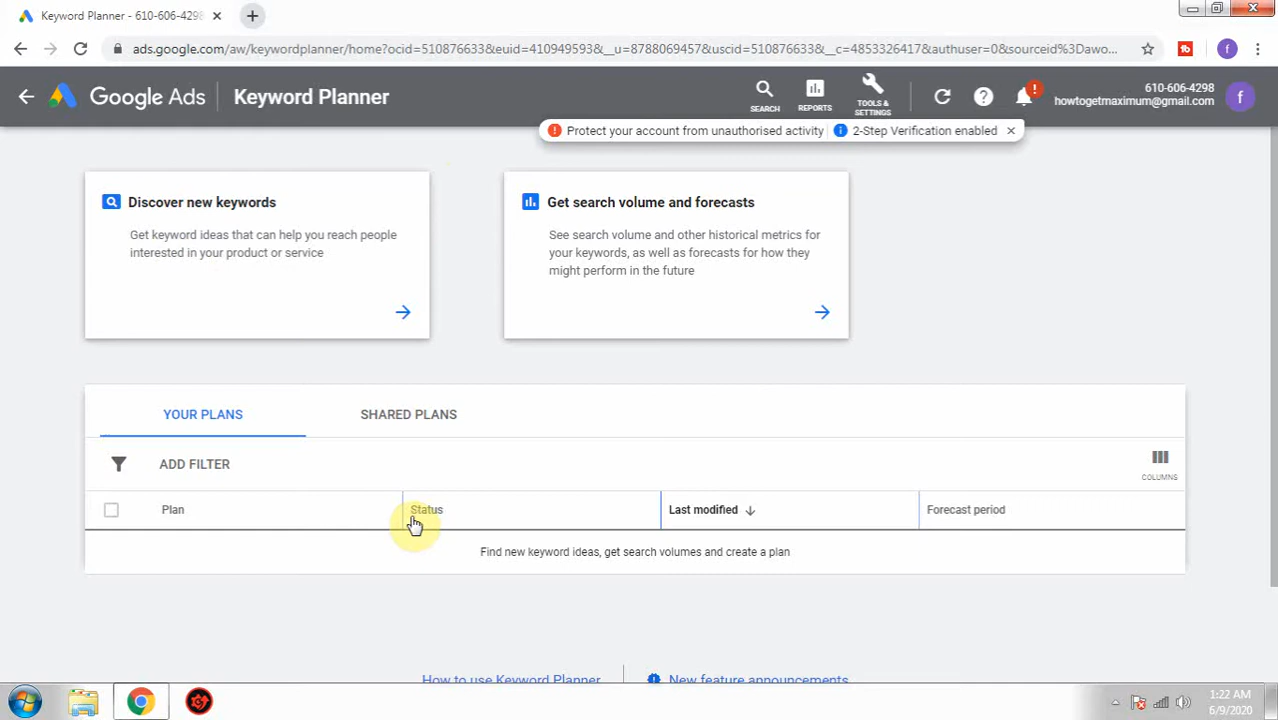 Keyword Planner - 610-606-4298
ads.google.com/aw/keywordplanner/home?ocid=510876633&euid=410949593&__u=8788069457&uscid=510876633&__c=4853326417&authuser=0&sourceid%3Dawo...
Google Ads
Keyword Planner
SEARCH
REPORTS
TOOLS &
SETTINGS
610-606-4298
howtogetmaximum@gmail.com
f
f
Protect your account from unauthorised activity
2-Step Verification enabled
Discover new keywords
Get keyword ideas that can help you reach people
interested in your product or service
Get search volume and forecasts
See search volume and other historical metrics for
your keywords, as well as forecasts for how they
might perform in the future
YOUR PLANS
SHARED PLANS
ADD FILTER
COLUMNS
Plan
Status
Last modified
Forecast period
Find new keyword ideas, get search volumes and create a plan
How to use Keyword Planner
New feature announcements
1:22 AM
6/9/2020